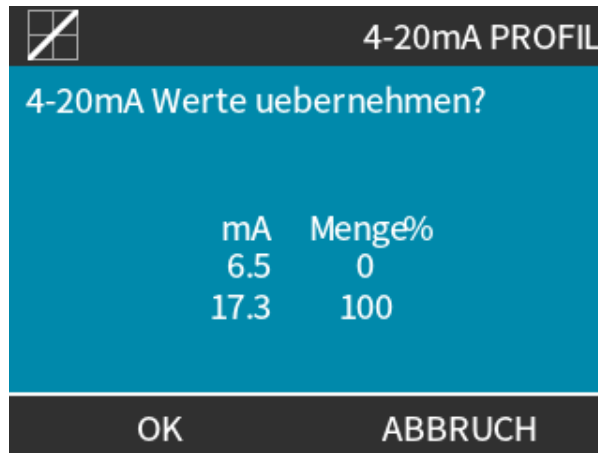 4-20mA PROFIL
4-20mA Werte uebernehmen?
mA Menge%
6.5 0
17.3 100
OK ABBRUCH